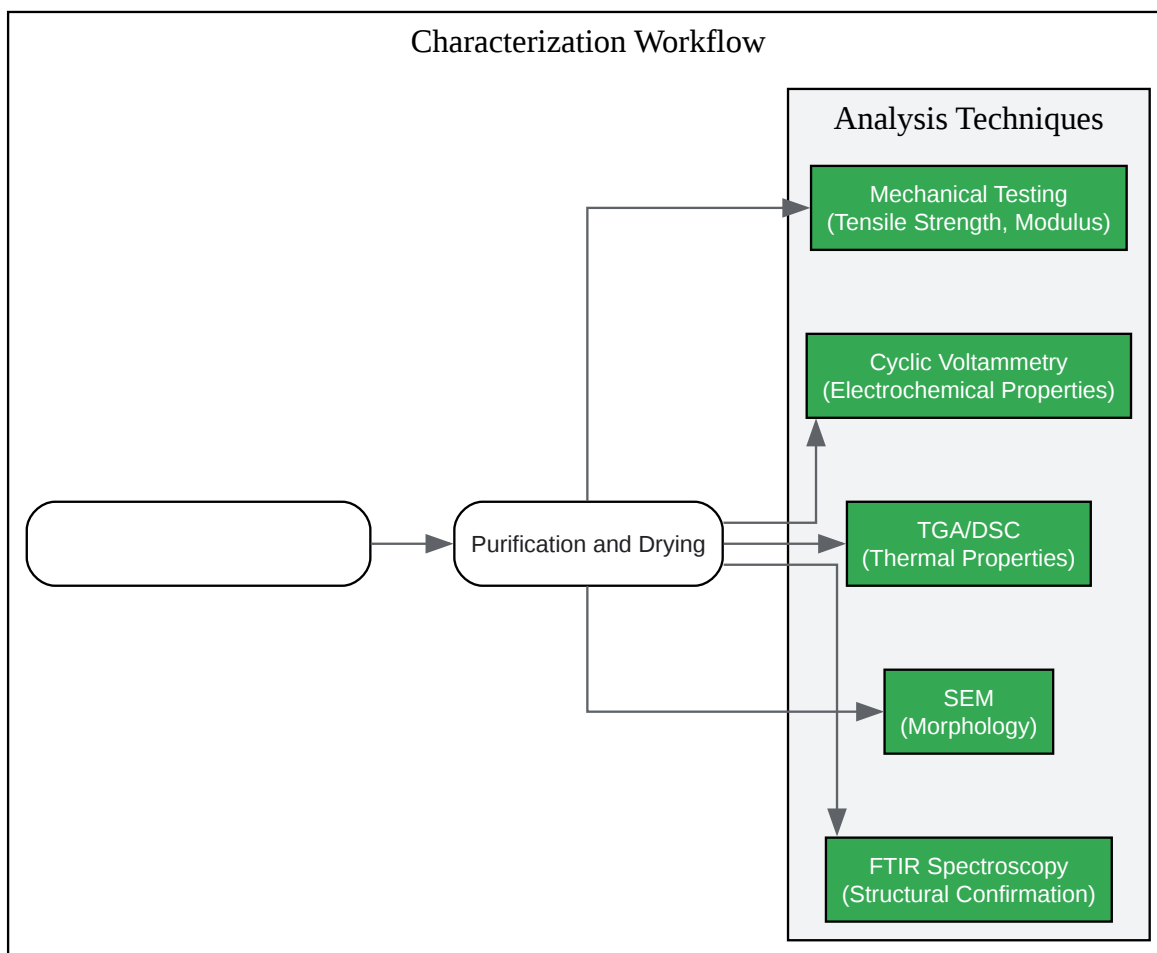 Characterization Workflow
Analysis Techniques
Mechanical Testing
(Tensile Strength, Modulus)
Cyclic Voltammetry
(Electrochemical Properties)
Purification and Drying
TGA/DSC
(Thermal Properties)
SEM
(Morphology)
FTIR Spectroscopy
(Structural Confirmation)